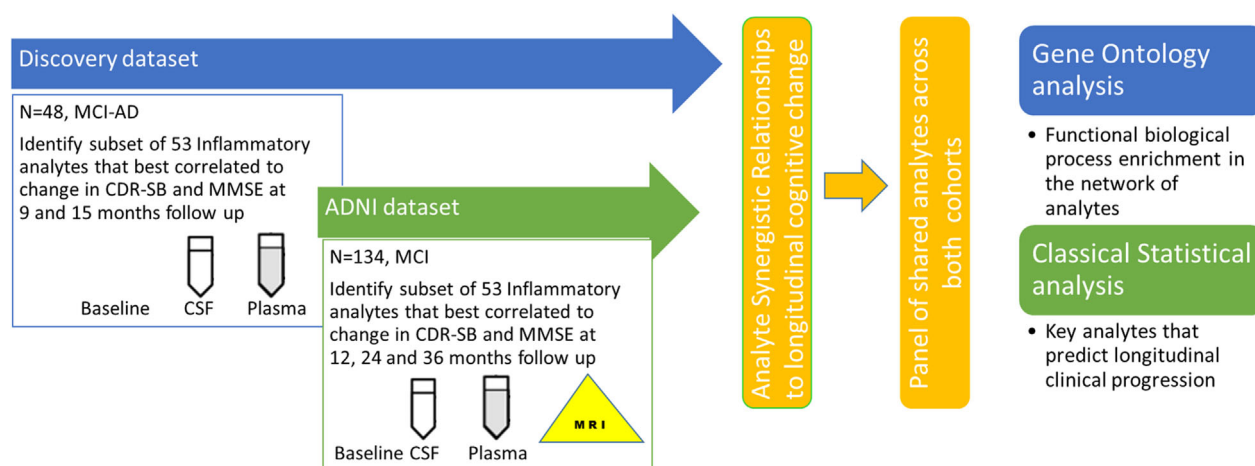 Discovery dataset
N=48, MCI-AD
Identify subset of 53 Inflammatory
analytes that best correlated to
change in CDR-SB and MMSE at
9 and 15 months follow up
Baseline CSF Plasma
ADNI dataset
N=134, MCI
Identify subset of 53 Inflammatory
analytes that best correlated to
change in CDR-SB and MMSE at
12, 24 and 36 months follow up
MRI
Baseline CSF Plasma
Analyte Synergistic Relationships
to longitudinal cognitive change
Panel of shared analytes across
both cohorts
Gene Ontology
analysis
• Functional biological
process enrichment in
the network of
analytes
Classical Statistical
analysis
• Key analytes that
predict longitudinal
clinical progression